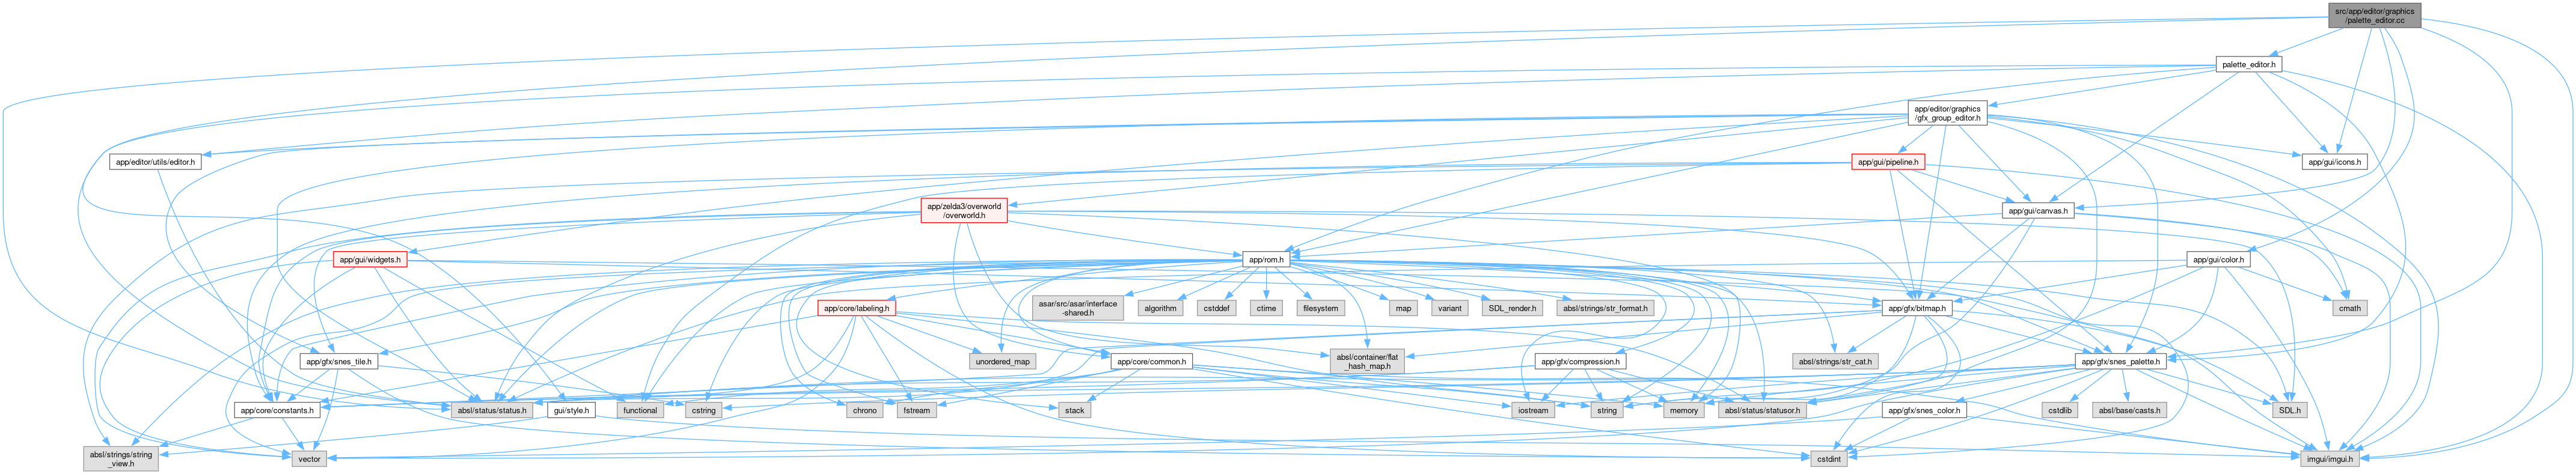 src/app/editor/graphics
/palette_editor.cc
palette_editor.h
app/editor/graphics
/gfx_group_editor.h
app/editor/utils/editor.h
app/gui/pipeline.h
app/gui/icons.h
app/zelda3/overworld
/overworld.h
app/gui/canvas.h
app/gui/widgets.h
app/rom.h
app/gui/color.h
asar/src/asar/interface
-shared.h
algorithm
cstddef
ctime
filesystem
map
variant
SDL_render.h
absl/strings/str_format.h
cmath
app/core/labeling.h
app/gfx/bitmap.h
app/gfx/snes_tile.h
unordered_map
app/core/common.h
absl/container/flat
_hash_map.h
app/gfx/compression.h
absl/strings/str_cat.h
app/gfx/snes_palette.h
app/core/constants.h
absl/status/status.h
gui/style.h
functional
cstring
chrono
fstream
stack
iostream
string
memory
absl/status/statusor.h
app/gfx/snes_color.h
cstdlib
absl/base/casts.h
SDL.h
absl/strings/string
_view.h
vector
cstdint
imgui/imgui.h